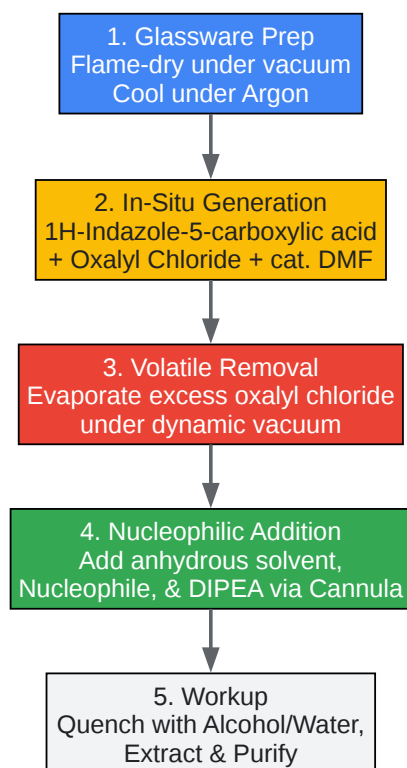 1. Glassware Prep
Flame-dry under vacuum
Cool under Argon
2. In-Situ Generation
1H-Indazole-5-carboxylic acid
+ Oxalyl Chloride + cat. DMF
3. Volatile Removal
Evaporate excess oxalyl chloride
under dynamic vacuum
4. Nucleophilic Addition
Add anhydrous solvent,
Nucleophile, & DIPEA via Cannula
5. Workup
Quench with Alcohol/Water,
Extract & Purify